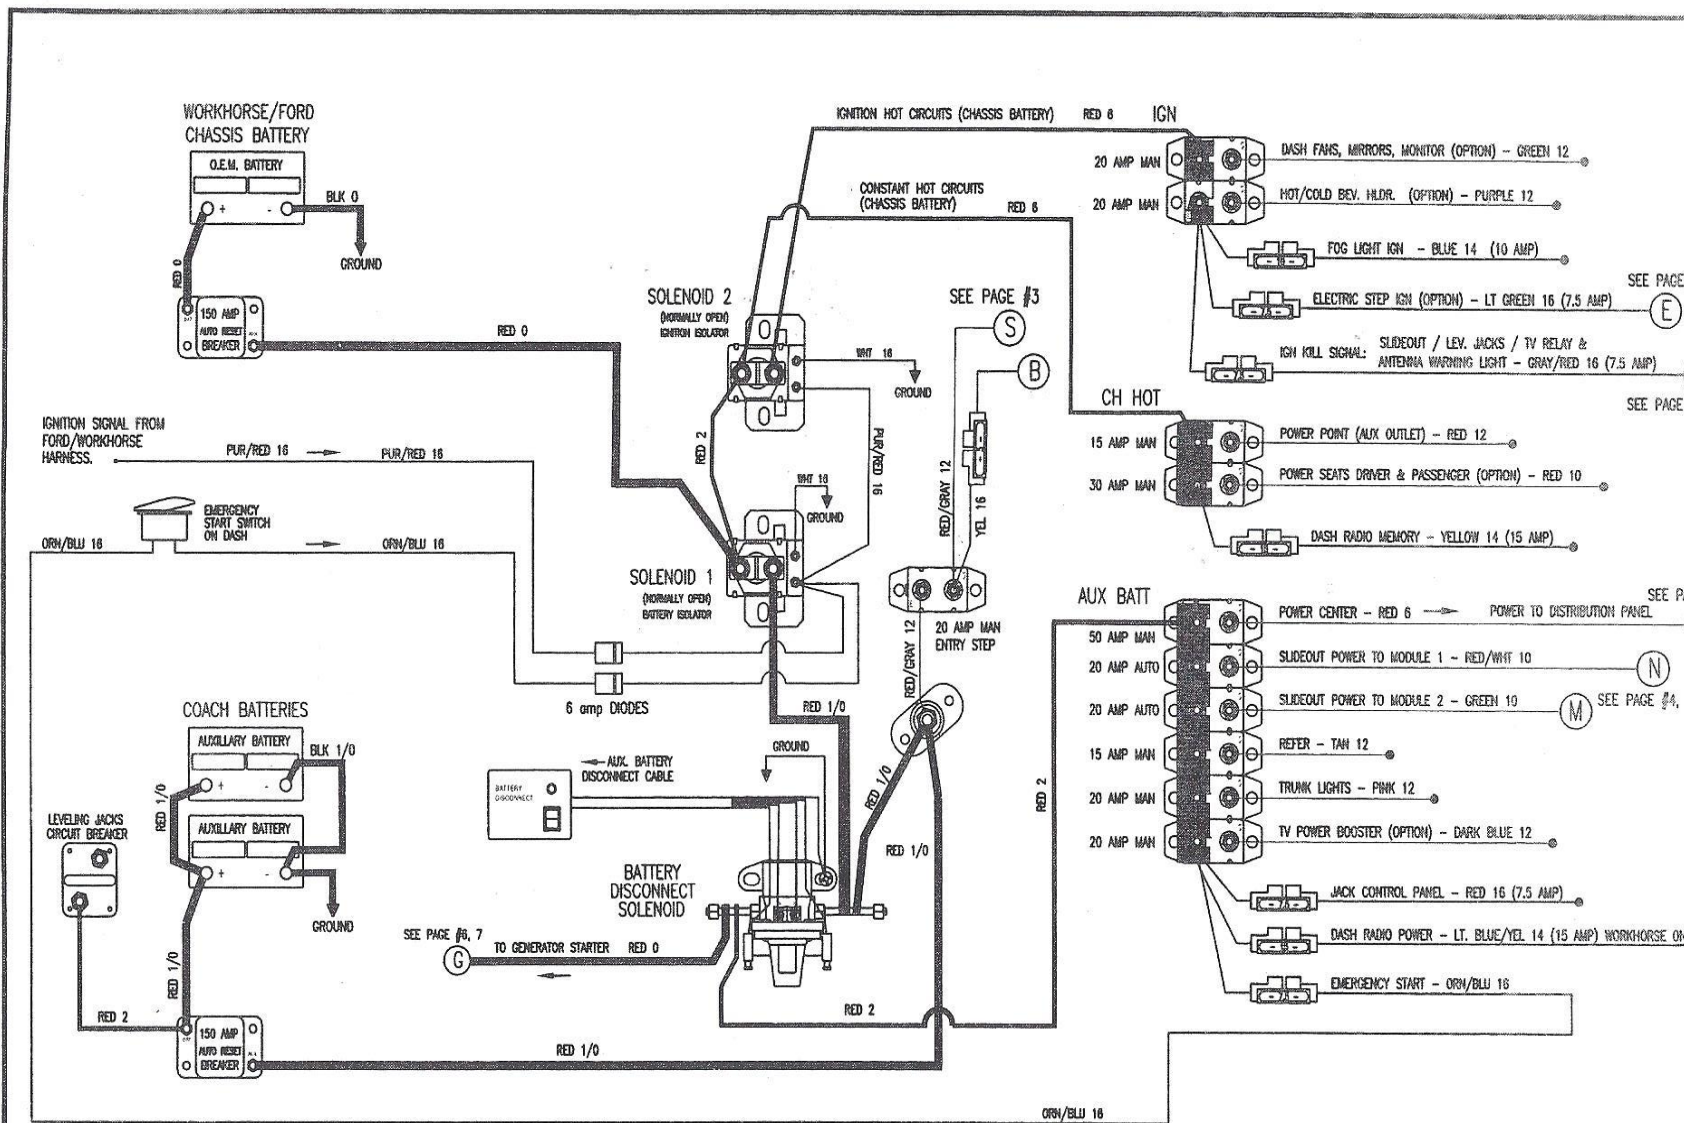 WORKHORSE/FORD
CHASSIS BATTERY
O.E.M. BATTERY
+ -
BLK 0
GROUND
RED 0
150 AMP
AUTO RESET
BREAKER
RED 0
IGNITION SIGNAL FROM
FORD/WORKHORSE
HARNESS.
PUR/RED 16
PUR/RED 16
EMERGENCY
START SWITCH
ON DASH
ORN/BLU 16
ORN/BLU 16
SOLENOID 2
(NORMALLY OPEN)
IGNITION ISOLATOR
WHT 16
GROUND
RED 2
PUR/RED 16
WHT 16
GROUND
SOLENOID 1
(NORMALLY OPEN)
BATTERY ISOLATOR
6 amp DIODES
IGNITION HOT CIRCUITS (CHASSIS BATTERY) RED 6
CONSTANT HOT CIRCUITS
(CHASSIS BATTERY)
RED 6
SEE PAGE #3
S
B
RED/GRAY 12
YEL 16
20 AMP MAN
ENTRY STEP
RED/GRAY 12
COACH BATTERIES
AUXILLARY BATTERY
+ -
BLK 1/0
RED 1/0
AUXILLARY BATTERY
+ -
GROUND
LEVELING JACKS
CIRCUIT BREAKER
RED 1/0
RED 2
150 AMP
AUTO RESET
BREAKER
RED 1/0
BATTERY
DISCONNECT
AUX. BATTERY
DISCONNECT CABLE
GROUND
RED 1/0
RED 1/0
RED 1/0
BATTERY
DISCONNECT
SOLENOID
SEE PAGE #6, 7
G
TO GENERATOR STARTER RED 0
RED 2
RED 2
IGN
20 AMP MAN
DASH FANS, MIRRORS, MONITOR (OPTION) - GREEN 12
20 AMP MAN
HOT/COLD BEV. HLDR. (OPTION) - PURPLE 12
FOG LIGHT IGN - BLUE 14 (10 AMP)
SEE PAGE
ELECTRIC STEP IGN (OPTION) - LT GREEN 16 (7.5 AMP)
E
IGN KILL SIGNAL: SLIDEOUT / LEV. JACKS / TV RELAY &
ANTENNA WARNING LIGHT - GRAY/RED 16 (7.5 AMP)
SEE PAGE
CH HOT
15 AMP MAN
POWER POINT (AUX OUTLET) - RED 12
30 AMP MAN
POWER SEATS DRIVER & PASSENGER (OPTION) - RED 10
DASH RADIO MEMORY - YELLOW 14 (15 AMP)
AUX BATT
50 AMP MAN
POWER CENTER - RED 6
POWER TO DISTRIBUTION PANEL
20 AMP AUTO
SLIDEOUT POWER TO MODULE 1 - RED/WHT 10
N
20 AMP AUTO
SLIDEOUT POWER TO MODULE 2 - GREEN 10
M
SEE PAGE #4,
15 AMP MAN
REFER - TAN 12
20 AMP MAN
TRUNK LIGHTS - PINK 12
20 AMP MAN
TV POWER BOOSTER (OPTION) - DARK BLUE 12
JACK CONTROL PANEL - RED 16 (7.5 AMP)
DASH RADIO POWER - LT. BLUE/YEL 14 (15 AMP) WORKHORSE
EMERGENCY START - ORN/BLU 16
ORN/BLU 16